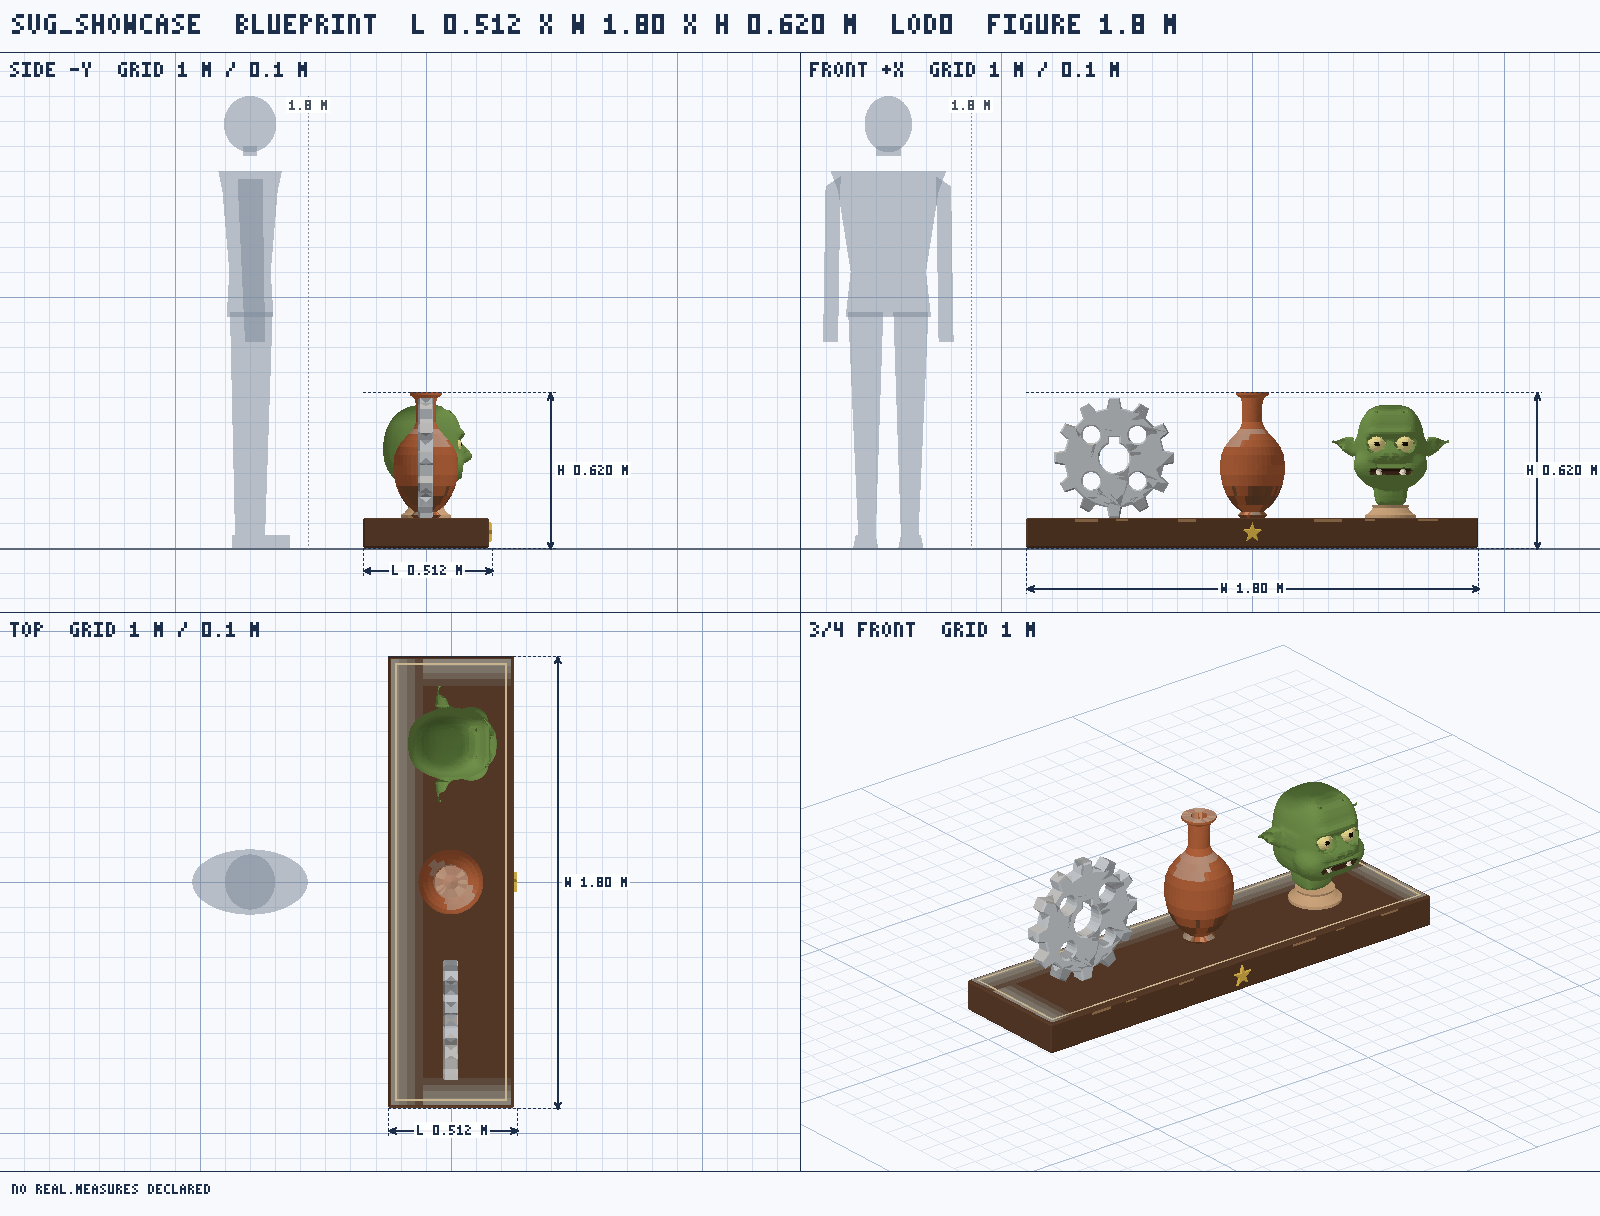 SVG_SHOWCASE BLUEPRINT L 0.512 X W 1.80 X H 0.620 M LOD0 FIGURE 1.8 M
SIDE -Y GRID 1 M / 0.1 M
FRONT +X GRID 1 M / 0.1 M
1.8 M
1.8 M
H 0.620 M
H 0.620 M
L 0.512 M
W 1.80 M
TOP GRID 1 M / 0.1 M
3/4 FRONT GRID 1 M
W 1.80 M
L 0.512 M
NO REAL.MEASURES DECLARED